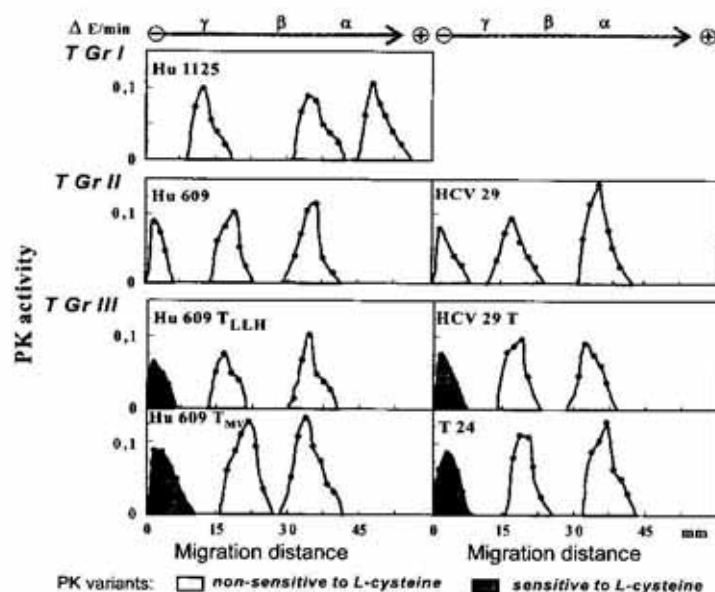 Δ E/min ⊖ γ β α ⊕ ⊖ γ β α ⊕
T Gr I
Hu 1125
0,1
0
T Gr II
Hu 609
HCV 29
0,1
0
PK activity
T Gr III
Hu 609 T LLH
HCV 29 T
0,1
0
Hu 609 T MV
T 24
0,1
0
0 15 30 45 0 15 30 45 mm
Migration distance Migration distance
PK variants: non-sensitive to L-cysteine sensitive to L-cysteine